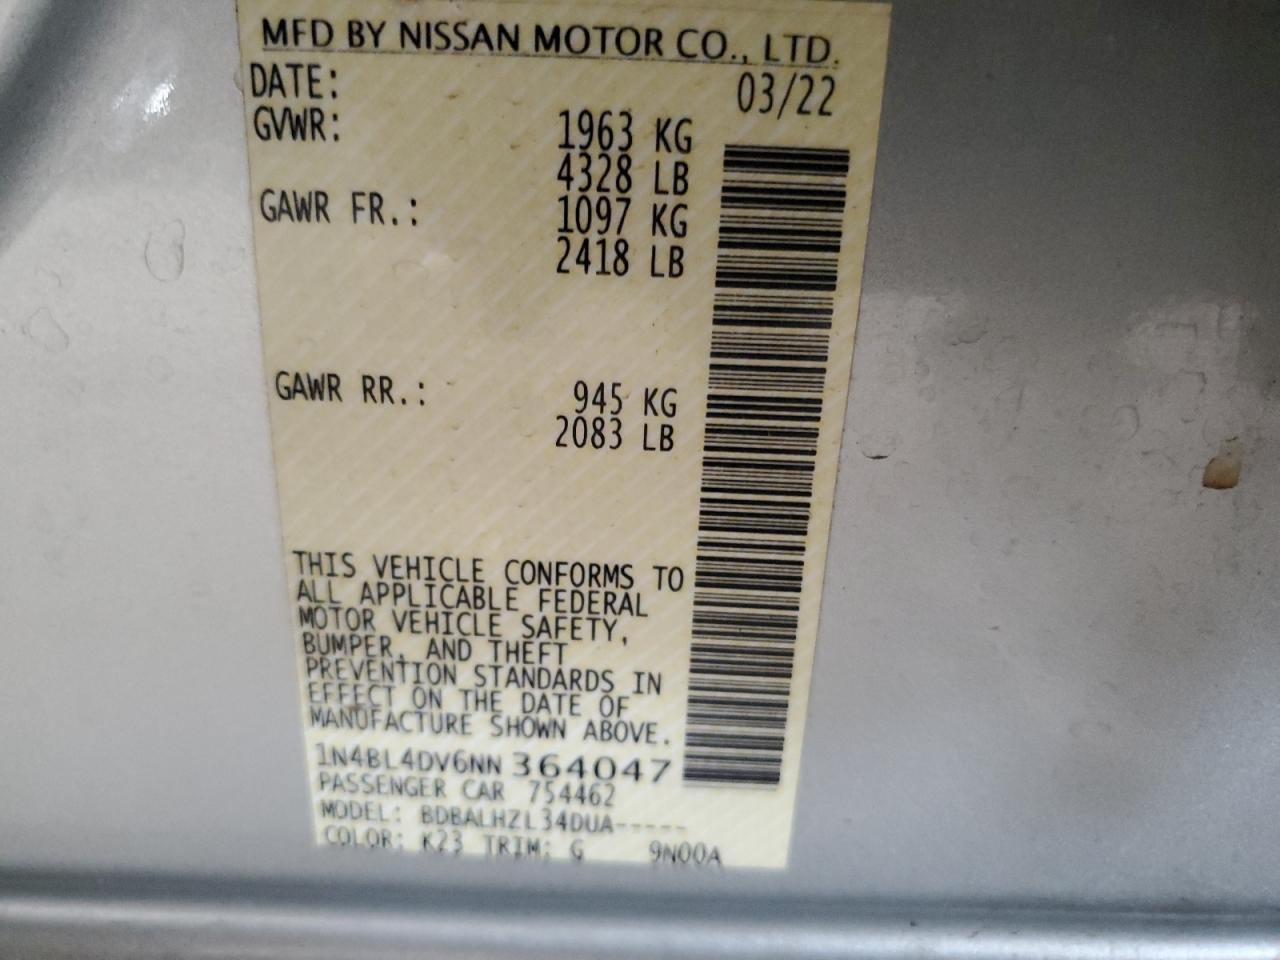 MFD BY NISSAN MOTOR CO., LTD.
DATE: 03/22
GVWR: 1963 KG
4328 LB
GAWR FR.: 1097 KG
2418 LB
GAWR RR.: 945 KG
2083 LB
THIS VEHICLE CONFORMS TO
ALL APPLICABLE FEDERAL
MOTOR VEHICLE SAFETY,
BUMPER, AND THEFT
PREVENTION STANDARDS IN
EFFECT ON THE DATE OF
MANUFACTURE SHOWN ABOVE.
1N4BL4DV6NN364047
PASSENGER CAR 754462
MODEL: BDBALHZL34DUA-----
COLOR: K23 TRIM: G 9N00A